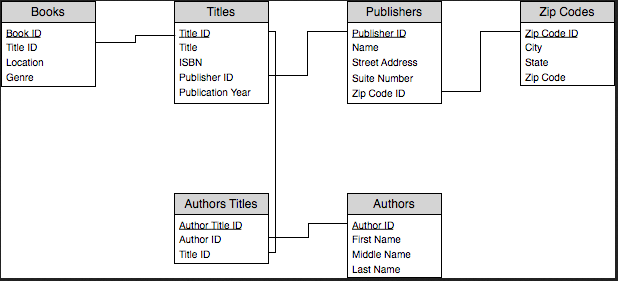 Books
Book ID
Title ID
Location
Genre
Titles
Title ID
Title
ISBN
Publisher ID
Publication Year
Publishers
Publisher ID
Name
Street Address
Suite Number
Zip Code ID
Zip Codes
Zip Code ID
City
State
Zip Code
Authors Titles
Author Title ID
Author ID
Title ID
Authors
Author ID
First Name
Middle Name
Last Name